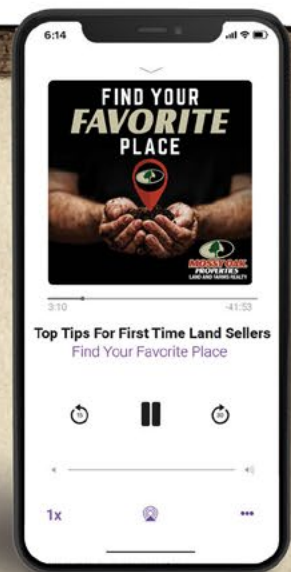 6:14
FIND YOUR
FAVORITE
PLACE
MOSSY OAK
PROPERTIES
LAND AND FARMS REALTY
3:10 -41:53
Top Tips For First Time Land Sellers
Find Your Favorite Place
15 30
1x